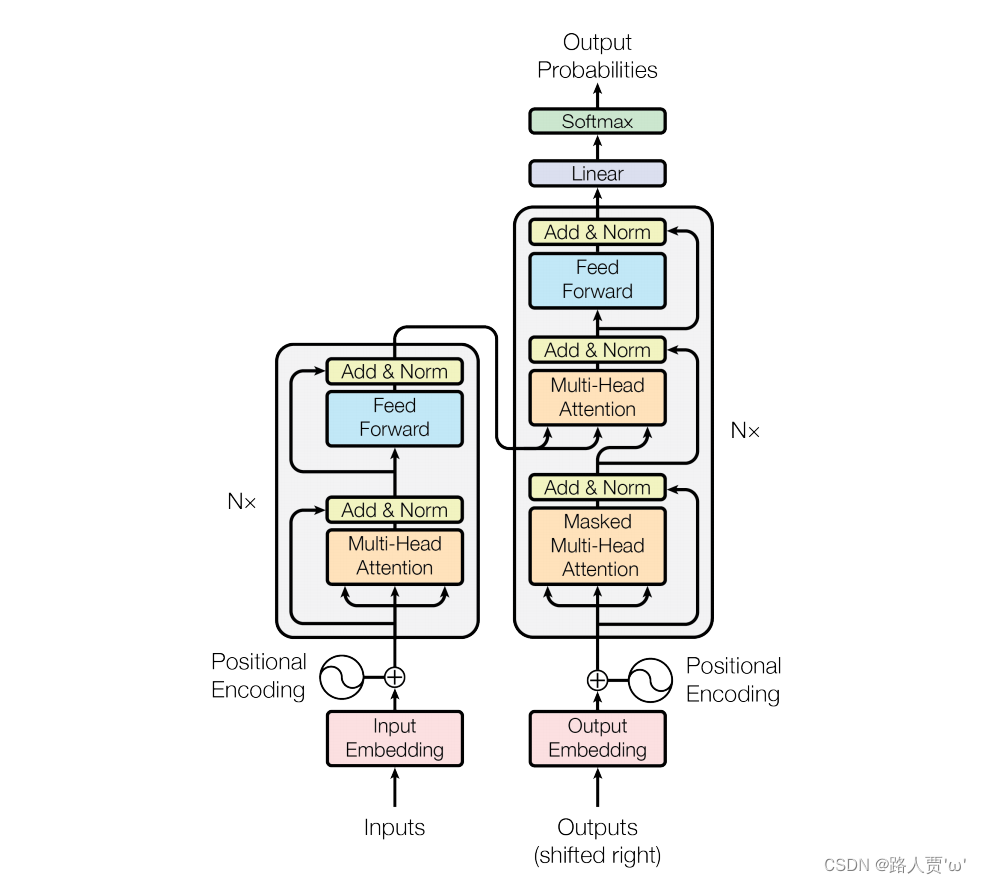 Output
Probabilities
Softmax
Linear
Add & Norm
Feed
Forward
Add & Norm
Multi-Head
Attention
Add & Norm
Masked
Multi-Head
Attention
N×
Positional
Encoding
Output
Embedding
Outputs
(shifted right)
Add & Norm
Feed
Forward
Add & Norm
Multi-Head
Attention
N×
Positional
Encoding
Input
Embedding
Inputs
CSDN @路人贾'ω'